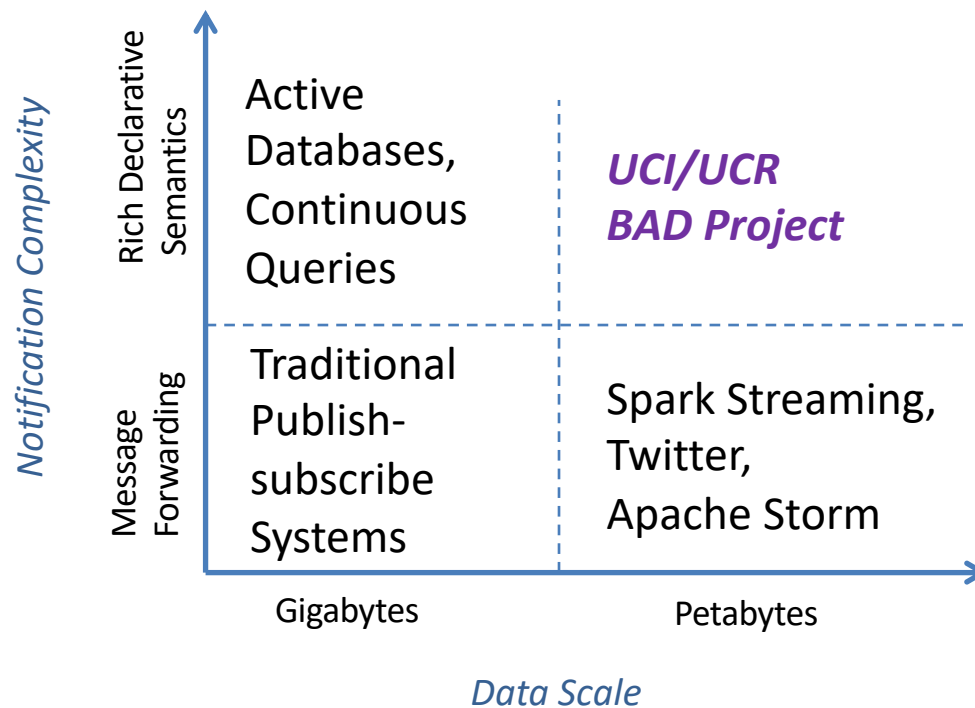 Notification Complexity
Rich Declarative
Semantics
Message
Forwarding
Active
Databases,
Continuous
Queries
UCI/UCR
BAD Project
Traditional
Publish-
subscribe
Systems
Spark Streaming,
Twitter,
Apache Storm
Gigabytes
Petabytes
Data Scale